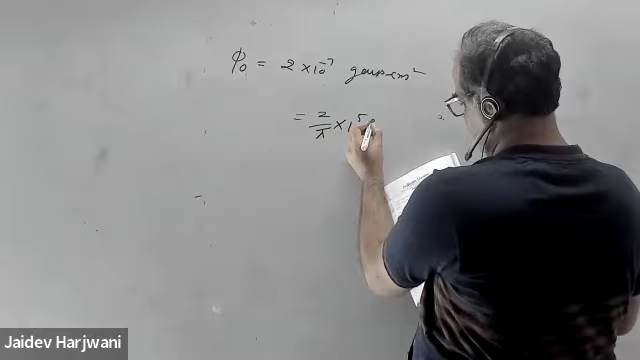 ϕ₀ = 2 × 10⁻⁷ gauss cm²
= 2/π × 1
Jaidev Harjwani